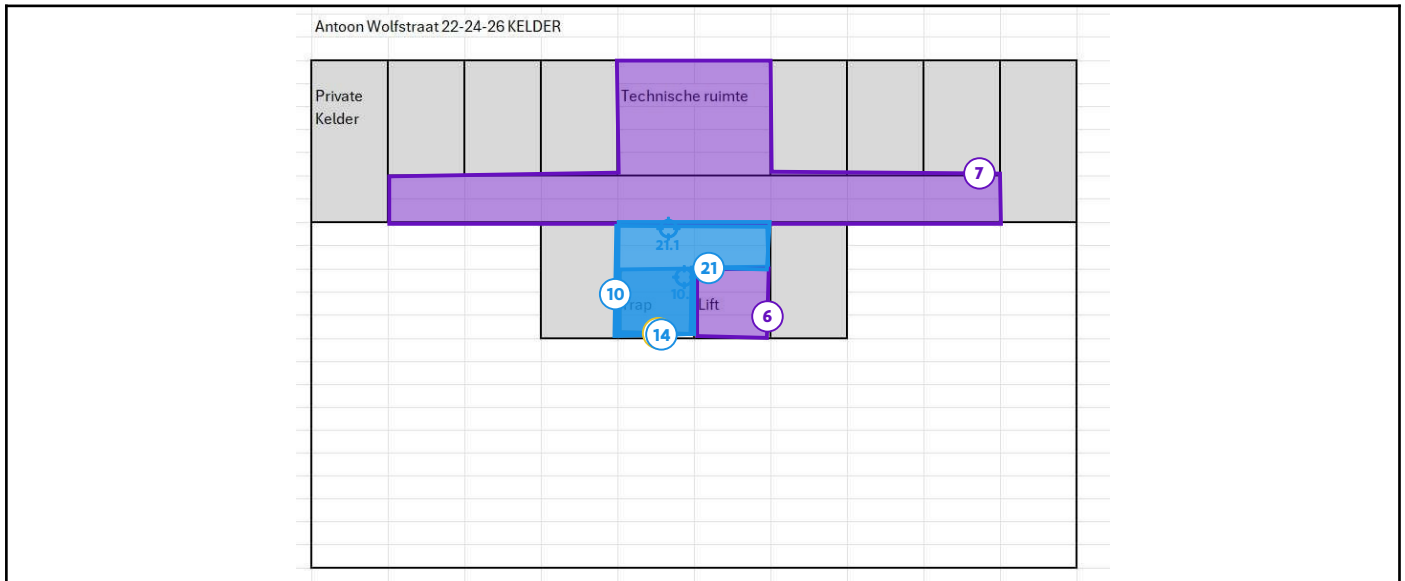 Antoon Wolfstraat 22-24-26 KELDER
Private
Kelder
Technische ruimte
7
21.1
21
10
10.
Trap
Lift
6
14